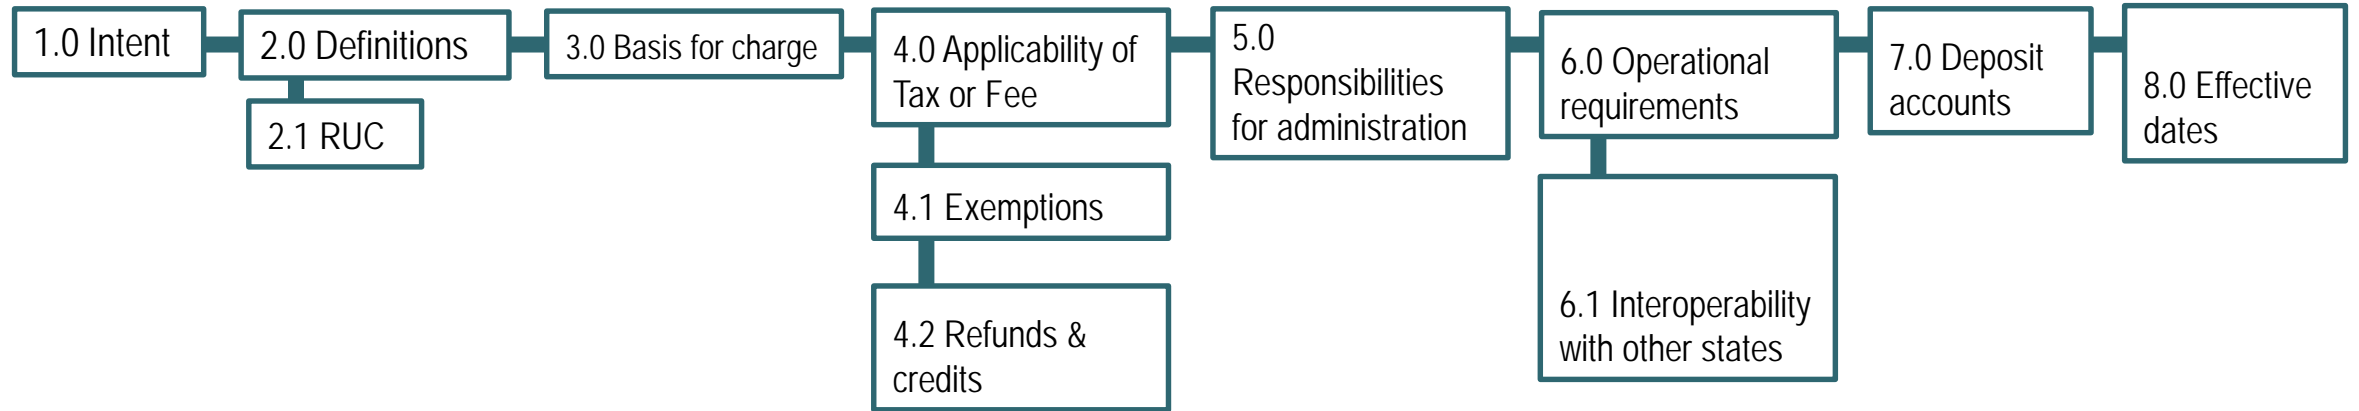 1.0 Intent
2.0 Definitions
2.1 RUC
3.0 Basis for charge
4.0 Applicability of
Tax or Fee
4.1 Exemptions
4.2 Refunds &
credits
5.0
Responsibilities
for administration
6.0 Operational
requirements
6.1 Interoperability
with other states
7.0 Deposit
accounts
8.0 Effective
dates